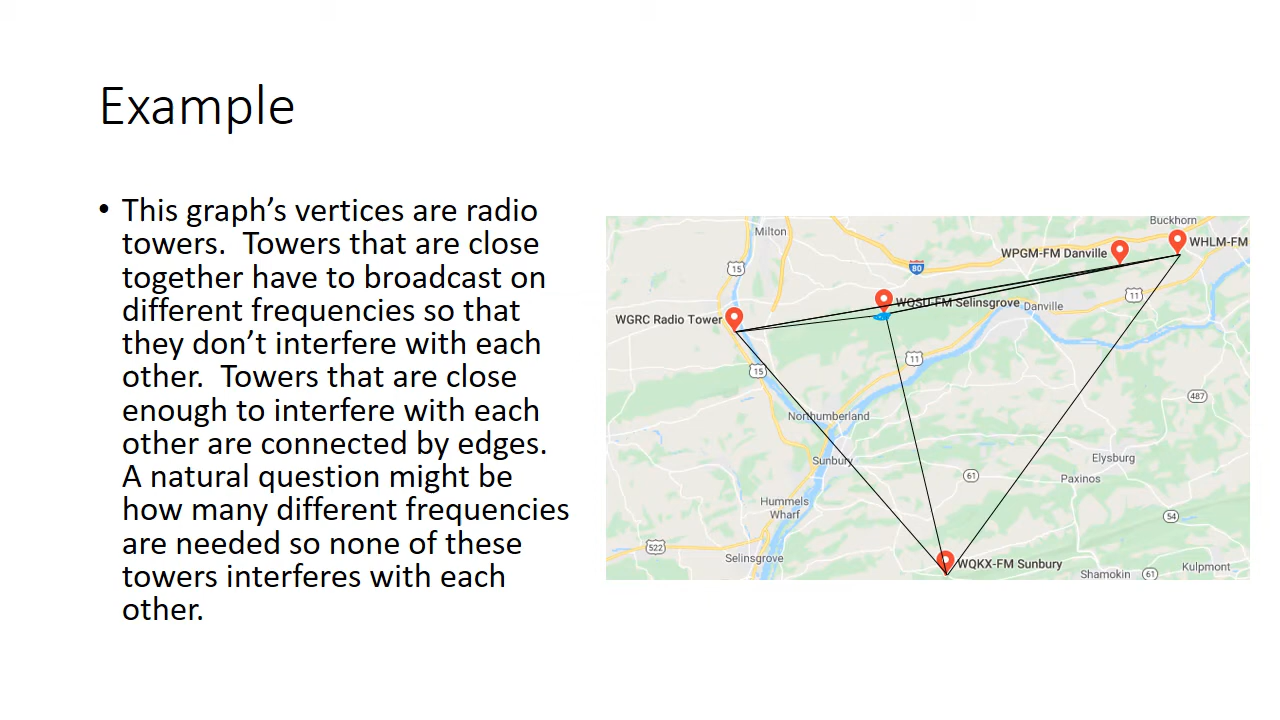 Example
• This graph’s vertices are radio
towers.  Towers that are close
together have to broadcast on
different frequencies so that
they don’t interfere with each
other.  Towers that are close
enough to interfere with each
other are connected by edges.
A natural question might be
how many different frequencies
are needed so none of these
towers interferes with each
other.
Buckhorn
Milton
WHLM-FM
WPGM-FM Danville
80
15
11
WQSU-FM Selinsgrove
Danville
WGRC Radio Tower
11
15
487
Northumberland
Sunbury
Elysburg
61
Paxinos
Hummels
Wharf
54
522
Selinsgrove
WQKX-FM Sunbury
Shamokin
61
Kulpmont